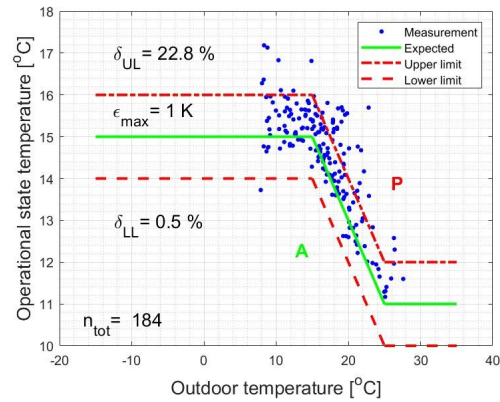 Operational state temperature [°C]
18
17
16
15
14
13
12
11
10
δUL = 22.8 %
ϵmax = 1 K
δLL = 0.5 %
ntot= 184
Measurement
Expected
Upper limit
Lower limit
P
A
-20
-10
0
10
20
30
40
Outdoor temperature [°C]